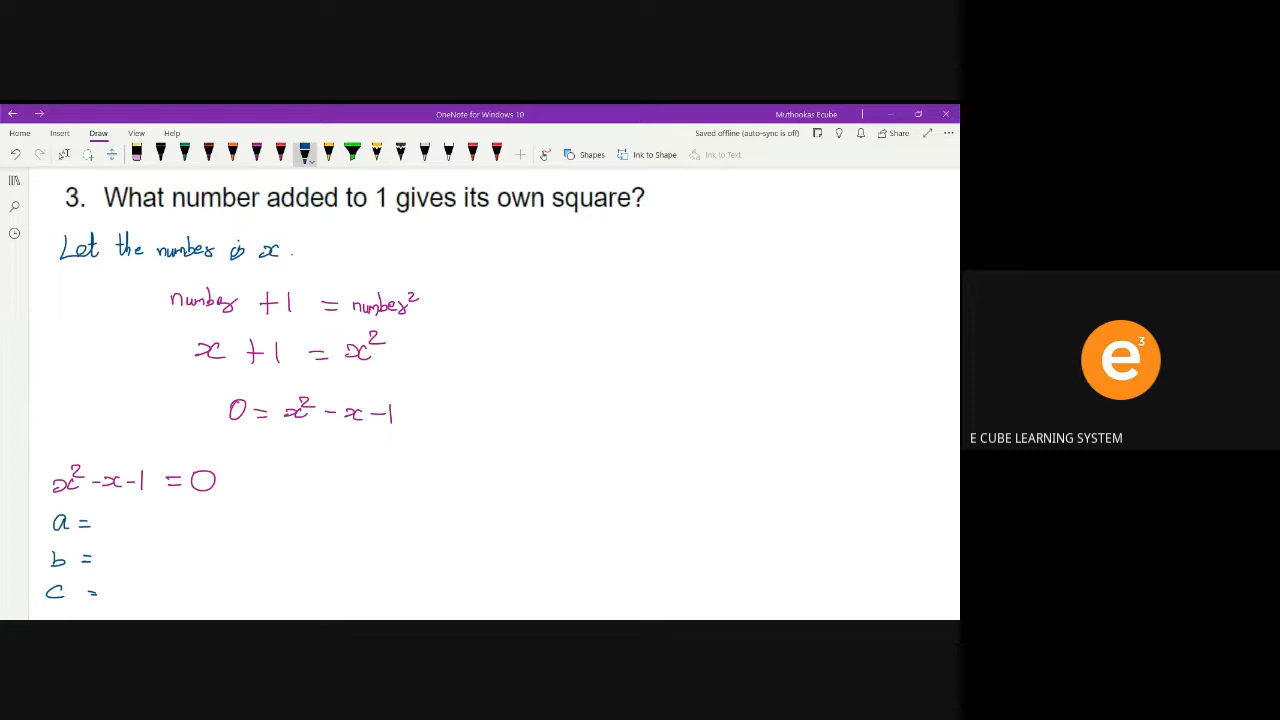 OneNote for Windows 10
Muthookas Ecube
Home Insert Draw View Help
Saved offline (auto-sync is off)
Share
Shapes
Ink to Shape
Ink to Text
3. What number added to 1 gives its own square?
Let the number is x.
number + 1 = number²
x + 1 = x²
0 = x² - x - 1
x² - x - 1 = 0
a =
b =
c =
e³
E CUBE LEARNING SYSTEM